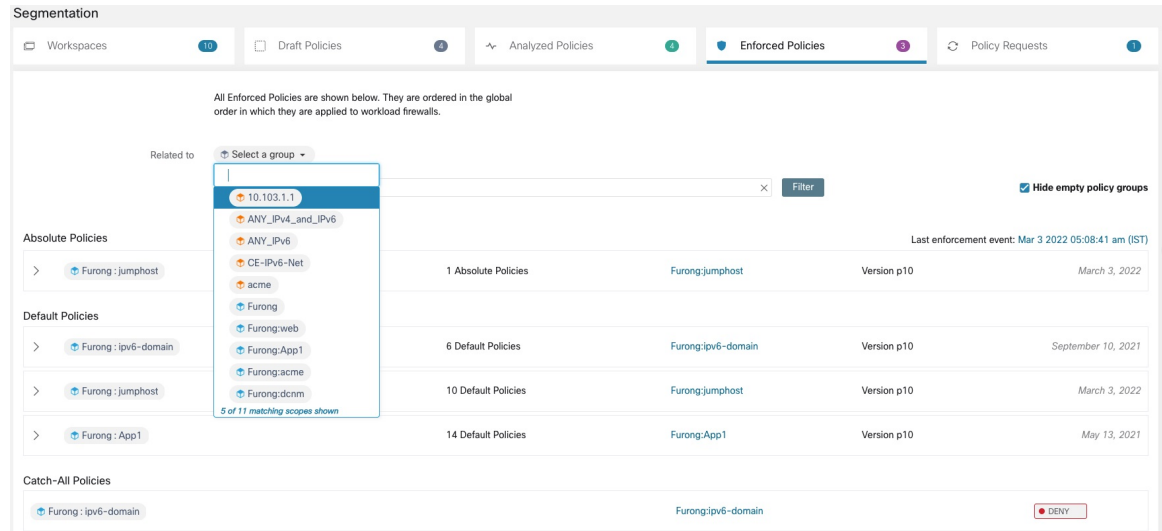 Segmentation
Workspaces 10 Draft Policies 4 Analyzed Policies 4 Enforced Policies 3 Policy Requests 1
All Enforced Policies are shown below. They are ordered in the global
order in which they are applied to workload firewalls.
Related to Select a group
× Filter Hide empty policy groups
10.103.1.1
ANY_IPv4_and_IPv6
ANY_IPv6
CE-IPv6-Net
acme
Furong
Furong:web
Furong:App1
Furong:acme
Furong:dcnm
5 of 11 matching scopes shown
Absolute Policies Last enforcement event: Mar 3 2022 05:08:41 am (IST)
Furong : jumphost 1 Absolute Policies Furong:jumphost Version p10 March 3, 2022
Default Policies
Furong : ipv6-domain 6 Default Policies Furong:ipv6-domain Version p10 September 10, 2021
Furong : jumphost 10 Default Policies Furong:jumphost Version p10 March 3, 2022
Furong : App1 14 Default Policies Furong:App1 Version p10 May 13, 2021
Catch-All Policies
Furong : ipv6-domain Furong:ipv6-domain DENY